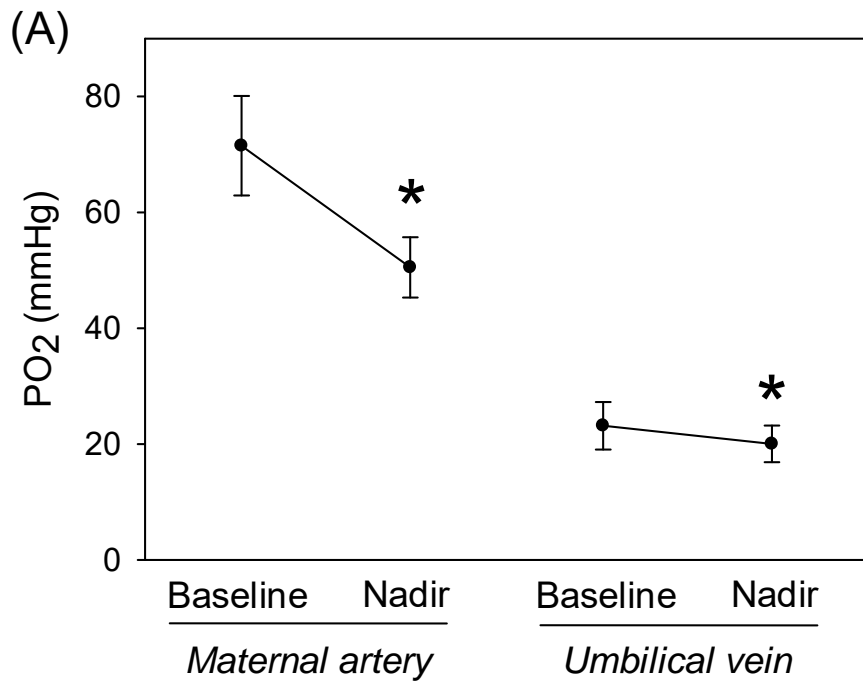 (A)
PO2 (mmHg)
80
60
40
20
0
*
*
Baseline Nadir Baseline Nadir
Maternal artery Umbilical vein